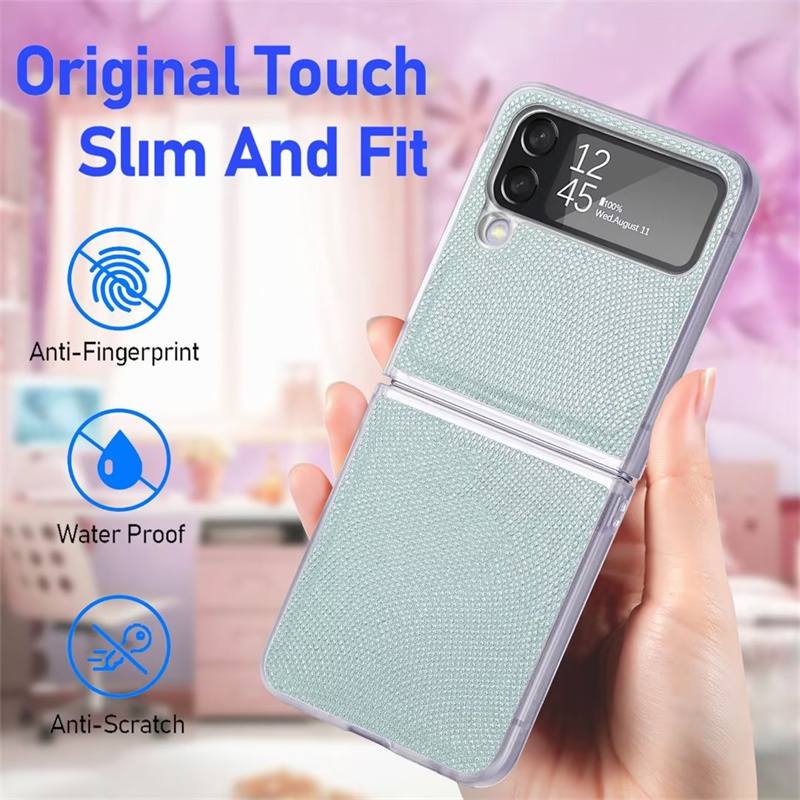 Original Touch
Slım And Fit
12
45
100%
Wed,August 11
Anti-Fingerprint
Water Proof
Anti-Scratch